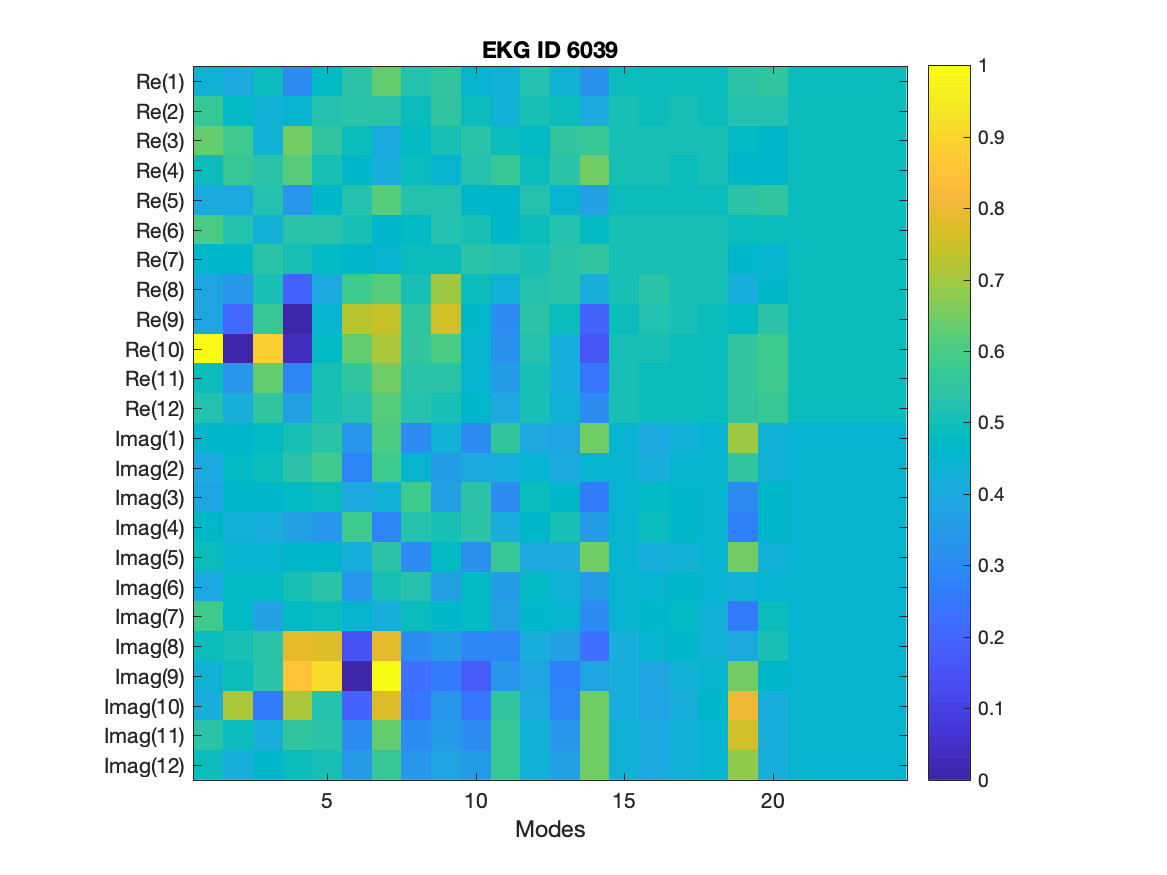 EKG ID 6039
Re(1)
Re(2)
Re(3)
Re(4)
Re(5)
Re(6)
Re(7)
Re(8)
Re(9)
Re(10)
Re(11)
Re(12)
Imag(1)
Imag(2)
Imag(3)
Imag(4)
Imag(5)
Imag(6)
Imag(7)
Imag(8)
Imag(9)
Imag(10)
Imag(11)
Imag(12)
5 10 15 20
Modes
1
0.9
0.8
0.7
0.6
0.5
0.4
0.3
0.2
0.1
0